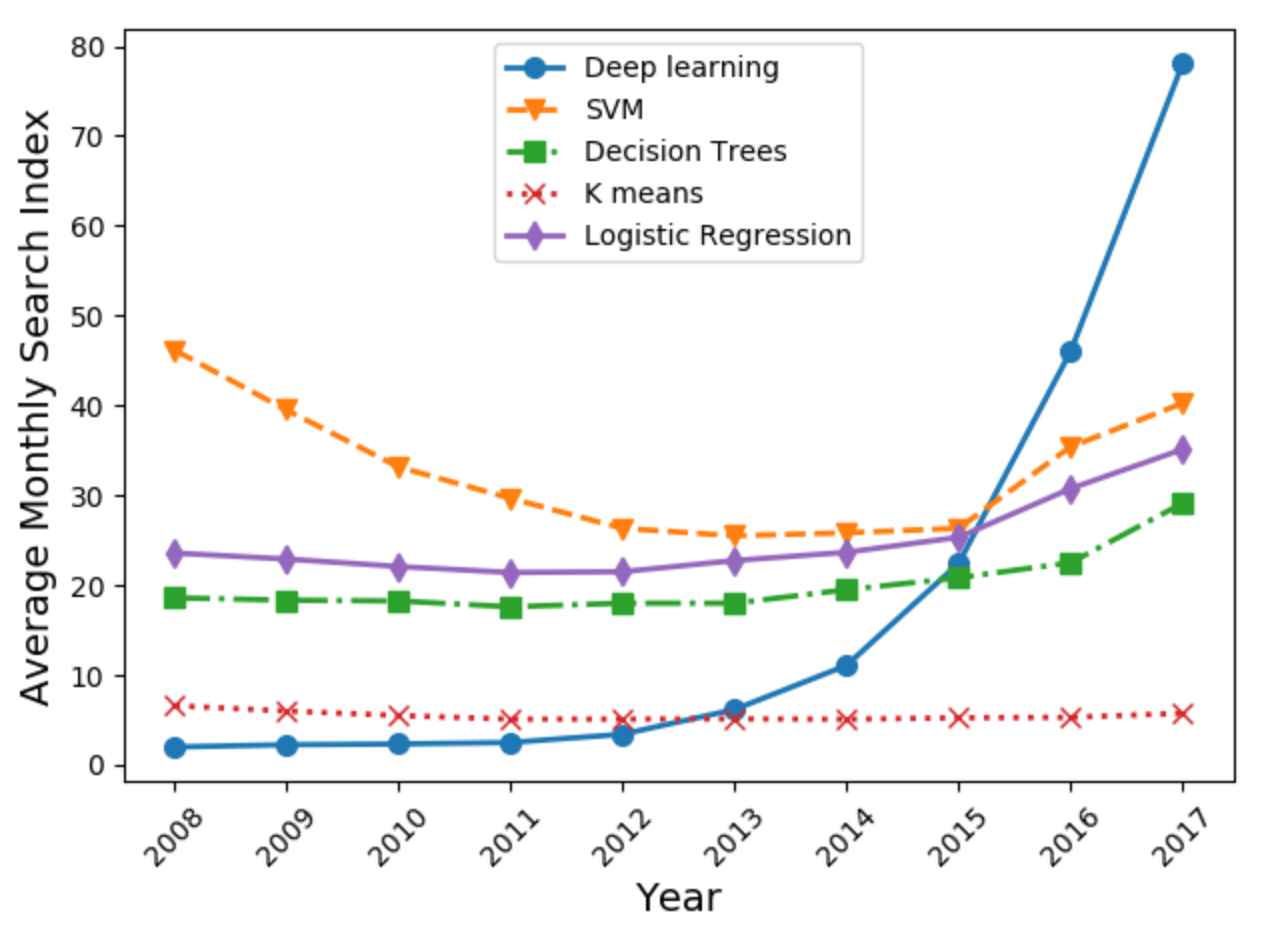 Average Monthly Search Index
80
70
60
50
40
30
20
10
0
Deep learning
SVM
Decision Trees
K means
Logistic Regression
2008 2009 2010 2011 2012 2013 2014 2015 2016 2017
Year